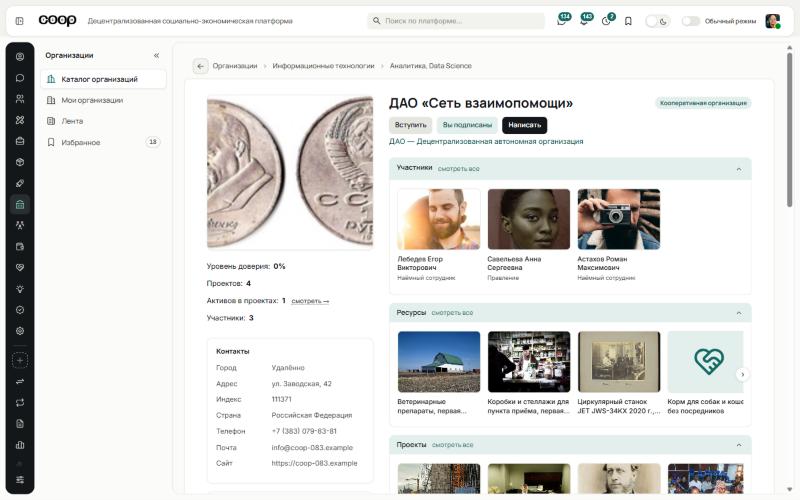 coop
Децентрализованная социально-экономическая платформа
Поиск по платформе...
134
143
2
Обычный режим
Организации
Каталог организаций
Мои организации
Лента
Избранное
18
Организации > Информационные технологии > Аналитика, Data Science
ДАО «Сеть взаимопомощи»
Кооперативная организация
Вступить
Вы подписаны
Написать
ДАО — Децентрализованная автономная организация
Уровень доверия: 0%
Проектов: 4
Активов в проектах: 1 смотреть →
Участники: 3
Контакты
Город Удалённо
Адрес ул. Заводская, 42
Индекс 111371
Страна Российская Федерация
Телефон +7 (383) 079-83-81
Почта info@coop-083.example
Сайт https://coop-083.example
Участники смотреть все
Лебедев Егор
Викторович
Наёмный сотрудник
Савельева Анна
Сергеевна
Правление
Астахов Роман
Максимович
Наёмный сотрудник
Ресурсы смотреть все
Ветеринарные
препараты, первая...
Коробки и стеллажи для
пункта приёма, первая...
Циркулярный станок
JET JWS-34KX 2020 г.,...
Корм для собак и кошек
без посредников
Проекты смотреть все